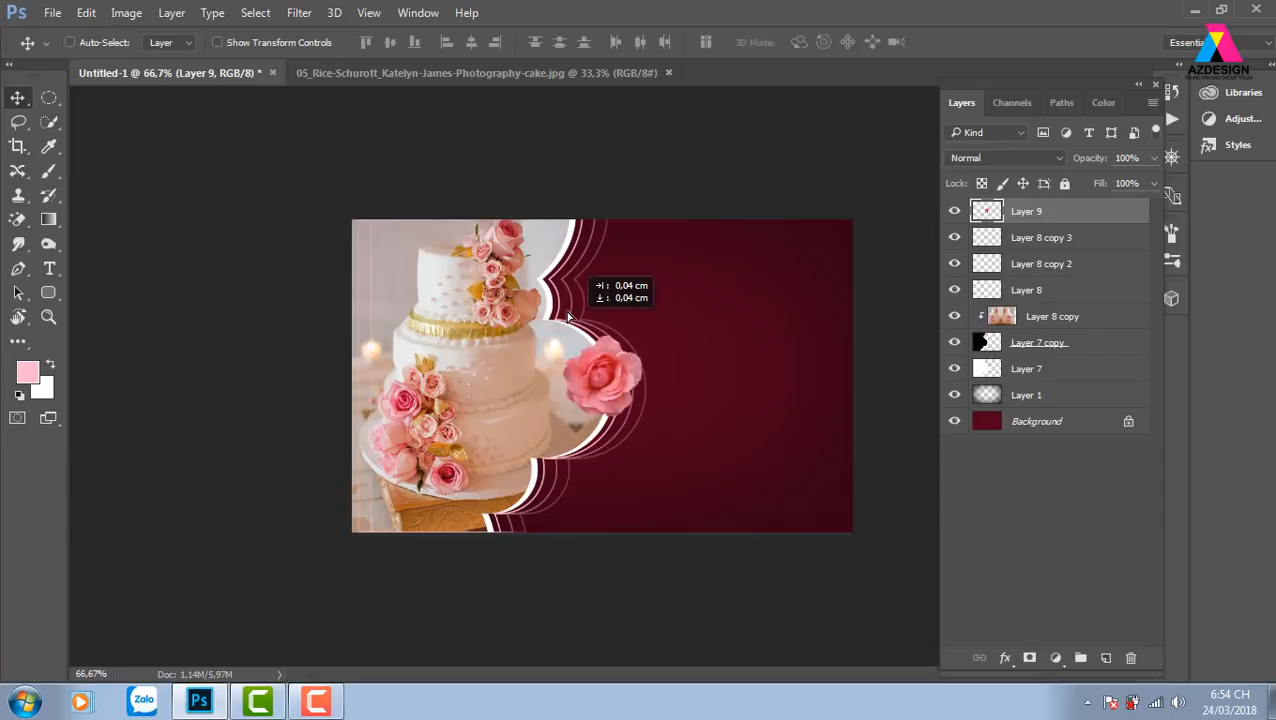 Ps File Edit Image Layer Type Select Filter 3D View Window Help
Auto-Select: Layer Show Transform Controls 3D Mode: Essentia
AZDESIGN
Untitled-1 @ 66,7% (Layer 9, RGB/8) * 05_Rice-Schurott_Katelyn-James-Photography-cake.jpg @ 33,3% (RGB/8#)
Layers Channels Paths Color
Libraries
Adjust...
Styles
Kind
Normal Opacity: 100%
Lock: Fill: 100%
Layer 9
Layer 8 copy 3
Layer 8 copy 2
Layer 8
Layer 8 copy
Layer 7 copy
Layer 7
Layer 1
Background
0,04 cm
0,04 cm
66,67% Doc: 1,14M/5,97M
Zalo Ps
6:54 CH
24/03/2018